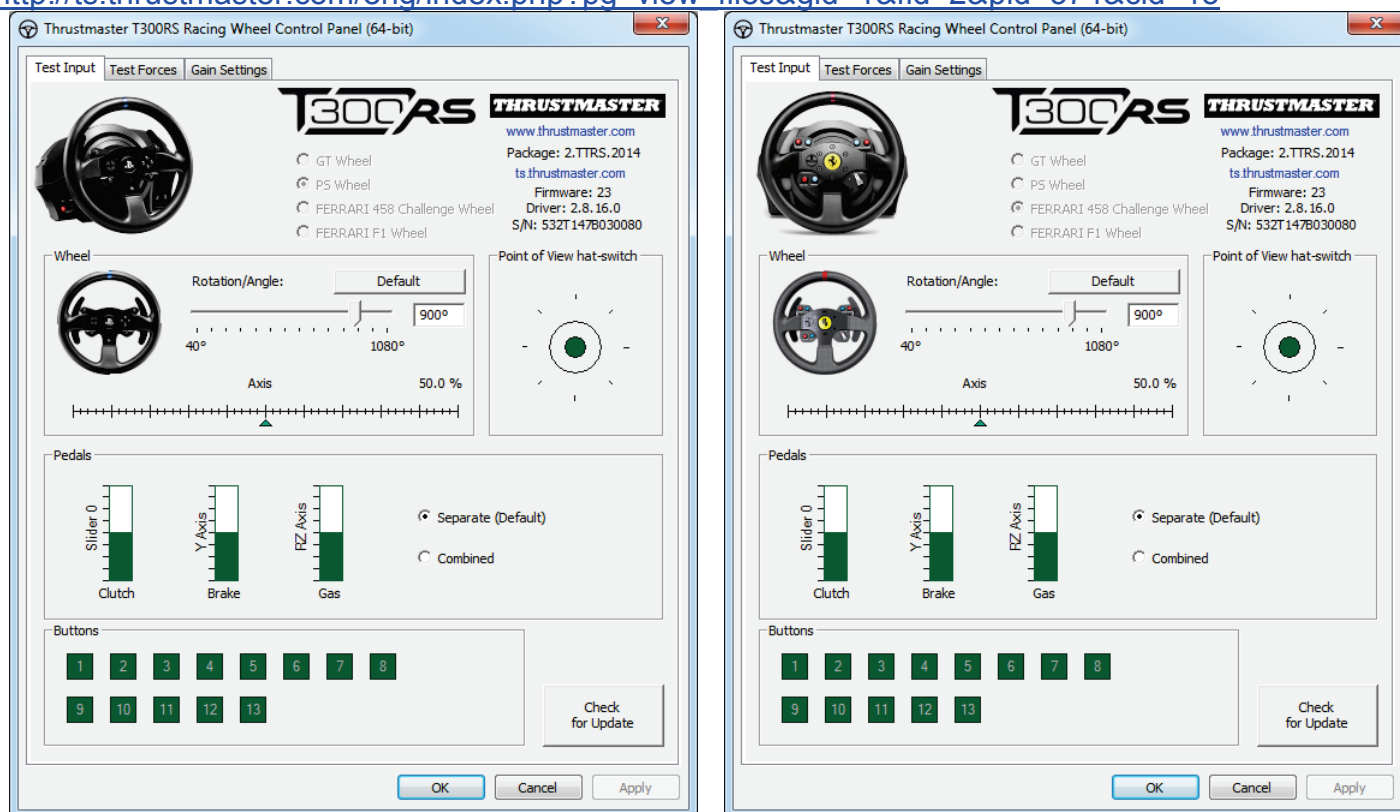 Thrustmaster T300RS Racing Wheel Control Panel (64-bit)
Test Input Test Forces Gain Settings
T300RS THRUSTMASTER
www.thrustmaster.com
Package: 2.TTRS.2014
ts.thrustmaster.com
Firmware: 23
Driver: 2.8.16.0
S/N: 532T147B030080
GT Wheel
PS Wheel
FERRARI 458 Challenge Wheel
FERRARI F1 Wheel
Wheel
Rotation/Angle: Default
900°
40° 1080°
Axis 50.0 %
Point of View hat-switch
Pedals
Slider 0 Y Axis RZ Axis
Clutch Brake Gas
Separate (Default)
Combined
Buttons
1 2 3 4 5 6 7 8
9 10 11 12 13
Check
for Update
OK Cancel Apply
Thrustmaster T300RS Racing Wheel Control Panel (64-bit)
Test Input Test Forces Gain Settings
T300RS THRUSTMASTER
www.thrustmaster.com
Package: 2.TTRS.2014
ts.thrustmaster.com
Firmware: 23
Driver: 2.8.16.0
S/N: 532T147B030080
GT Wheel
PS Wheel
FERRARI 458 Challenge Wheel
FERRARI F1 Wheel
Wheel
Rotation/Angle: Default
900°
40° 1080°
Axis 50.0 %
Point of View hat-switch
Pedals
Slider 0 Y Axis RZ Axis
Clutch Brake Gas
Separate (Default)
Combined
Buttons
1 2 3 4 5 6 7 8
9 10 11 12 13
Check
for Update
OK Cancel Apply